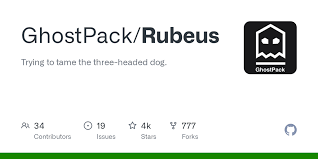 GhostPack/Rubeus
Trying to tame the three-headed dog.
GhostPack
34
Contributors
19
Issues
4k
Stars
777
Forks